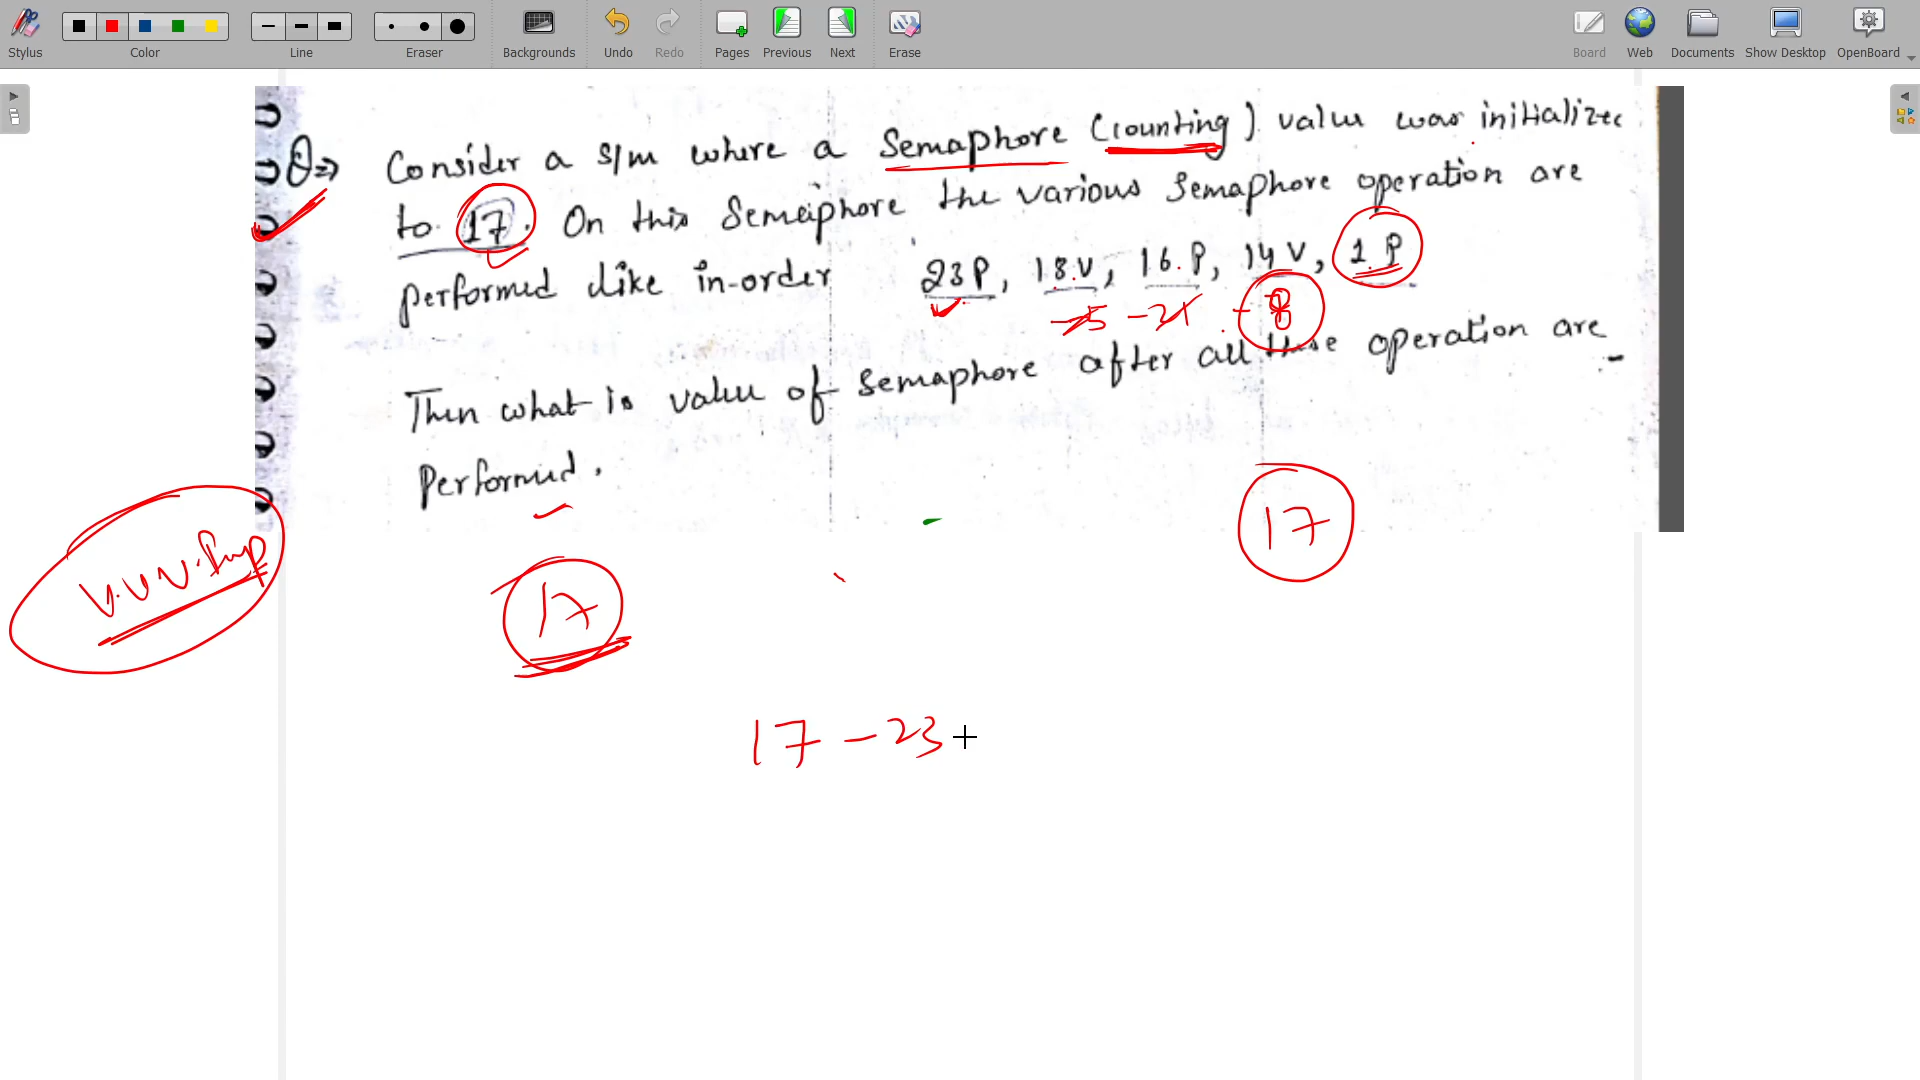 Stylus Color Line Eraser Backgrounds Undo Redo Pages Previous Next Erase Board Web Documents Show Desktop OpenBoard
Q⇒ Consider a s/m where a Semaphore (counting) value was initialized
to 17. On this Semaphore the various Semaphore operation are
performed like in-order 23P, 18.V, 16.P, 14V, 1P
-5 -21 -8
Then what is value of Semaphore after all these operation are
Performed.
17
V.V.V.Imp
17
17 - 23